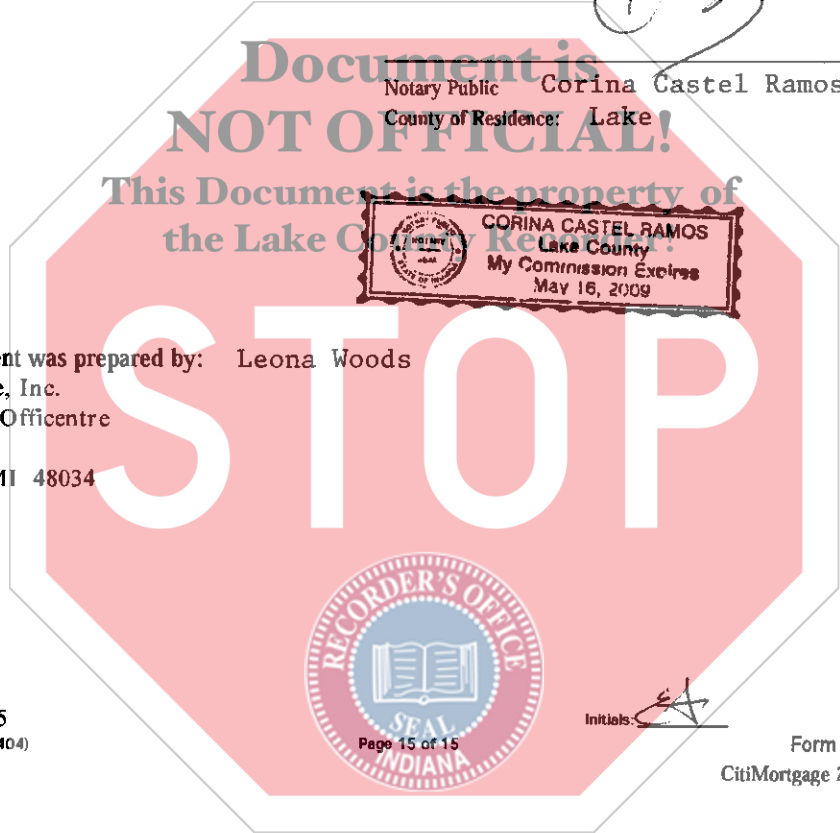 Document is
Notary Public Corina Castel Ramos
NOT OFFICIAL!
County of Residence: Lake
This Document is the property of
the Lake County Recorder!
CORINA CASTEL RAMOS
Lake County
My Commission Expires
May 16, 2009
STOP
nt was prepared by: Leona Woods
e, Inc.
Officentre
MI 48034
RECORDER'S OFFICE
SEAL
INDIANA
5
404)
Page 15 of 15
Initials:
Form
CitiMortgage